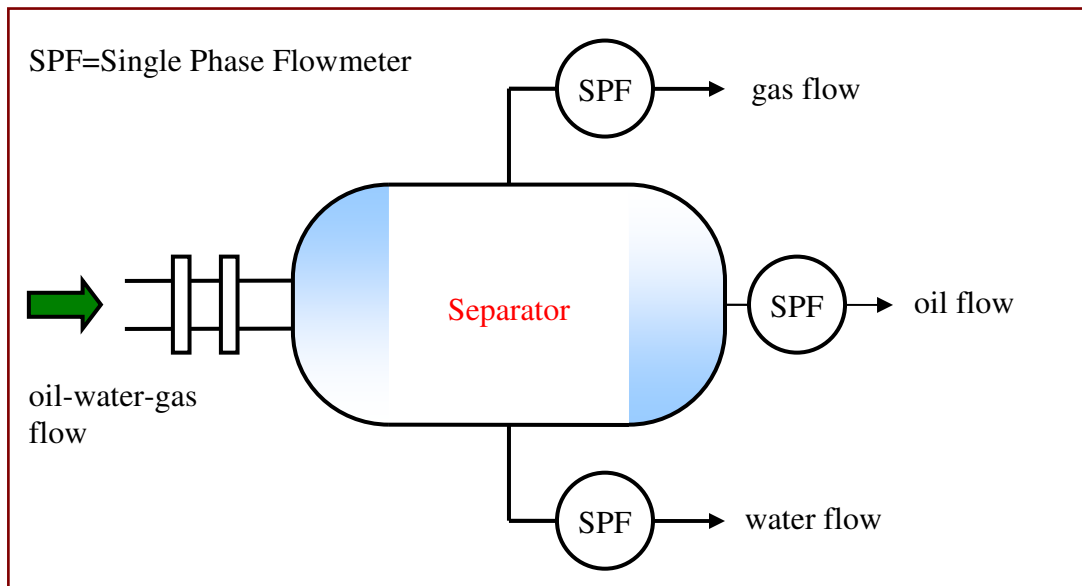 SPF=Single Phase Flowmeter
SPF
gas flow
Separator
SPF
oil flow
oil-water-gas
flow
SPF
water flow